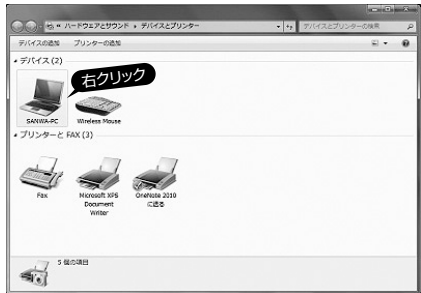 « ハードウェアとサウンド ▸ デバイスとプリンター
デバイスとプリンターの検索
デバイスの追加 プリンターの追加
デバイス (2)
右クリック
SANWA-PC
Wireless Mouse
プリンターと FAX (3)
Fax
Microsoft XPS
Document
Writer
OneNote 2010
に送る
5 個の項目